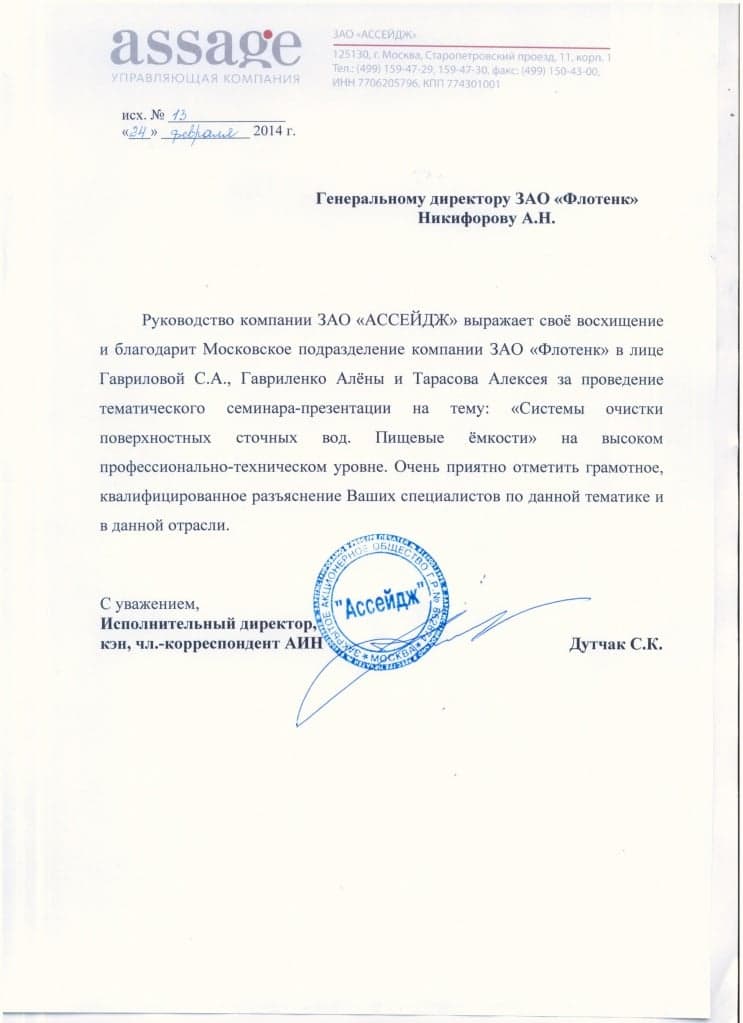 assage
УПРАВЛЯЮЩАЯ КОМПАНИЯ
ЗАО «АССЕЙДЖ»
125130, г. Москва, Старопетровский проезд, 11, корп. 1
Тел.: (499) 159-47-29, 159-47-30, факс: (499) 150-43-00,
ИНН 7706205796, КПП 774301001
исх. № 13
«24» февраля 2014 г.
Генеральному директору ЗАО «Флотенк»
Никифорову А.Н.
Руководство компании ЗАО «АССЕЙДЖ» выражает своё восхищение
и благодарит Московское подразделение компании ЗАО «Флотенк» в лице
Гавриловой С.А., Гавриленко Алёны и Тарасова Алексея за проведение
тематического семинара-презентации на тему: «Системы очистки
поверхностных сточных вод. Пищевые ёмкости» на высоком
профессионально-техническом уровне. Очень приятно отметить грамотное,
квалифицированное разъяснение Ваших специалистов по данной тематике и
в данной отрасли.
С уважением,
Исполнительный директор,
кэн, чл.-корреспондент АИН
Дутчак С.К.
ЗАКРЫТОЕ АКЦИОНЕРНОЕ ОБЩЕСТВО Г.Р.№
"Ассейдж"
МОСКВА